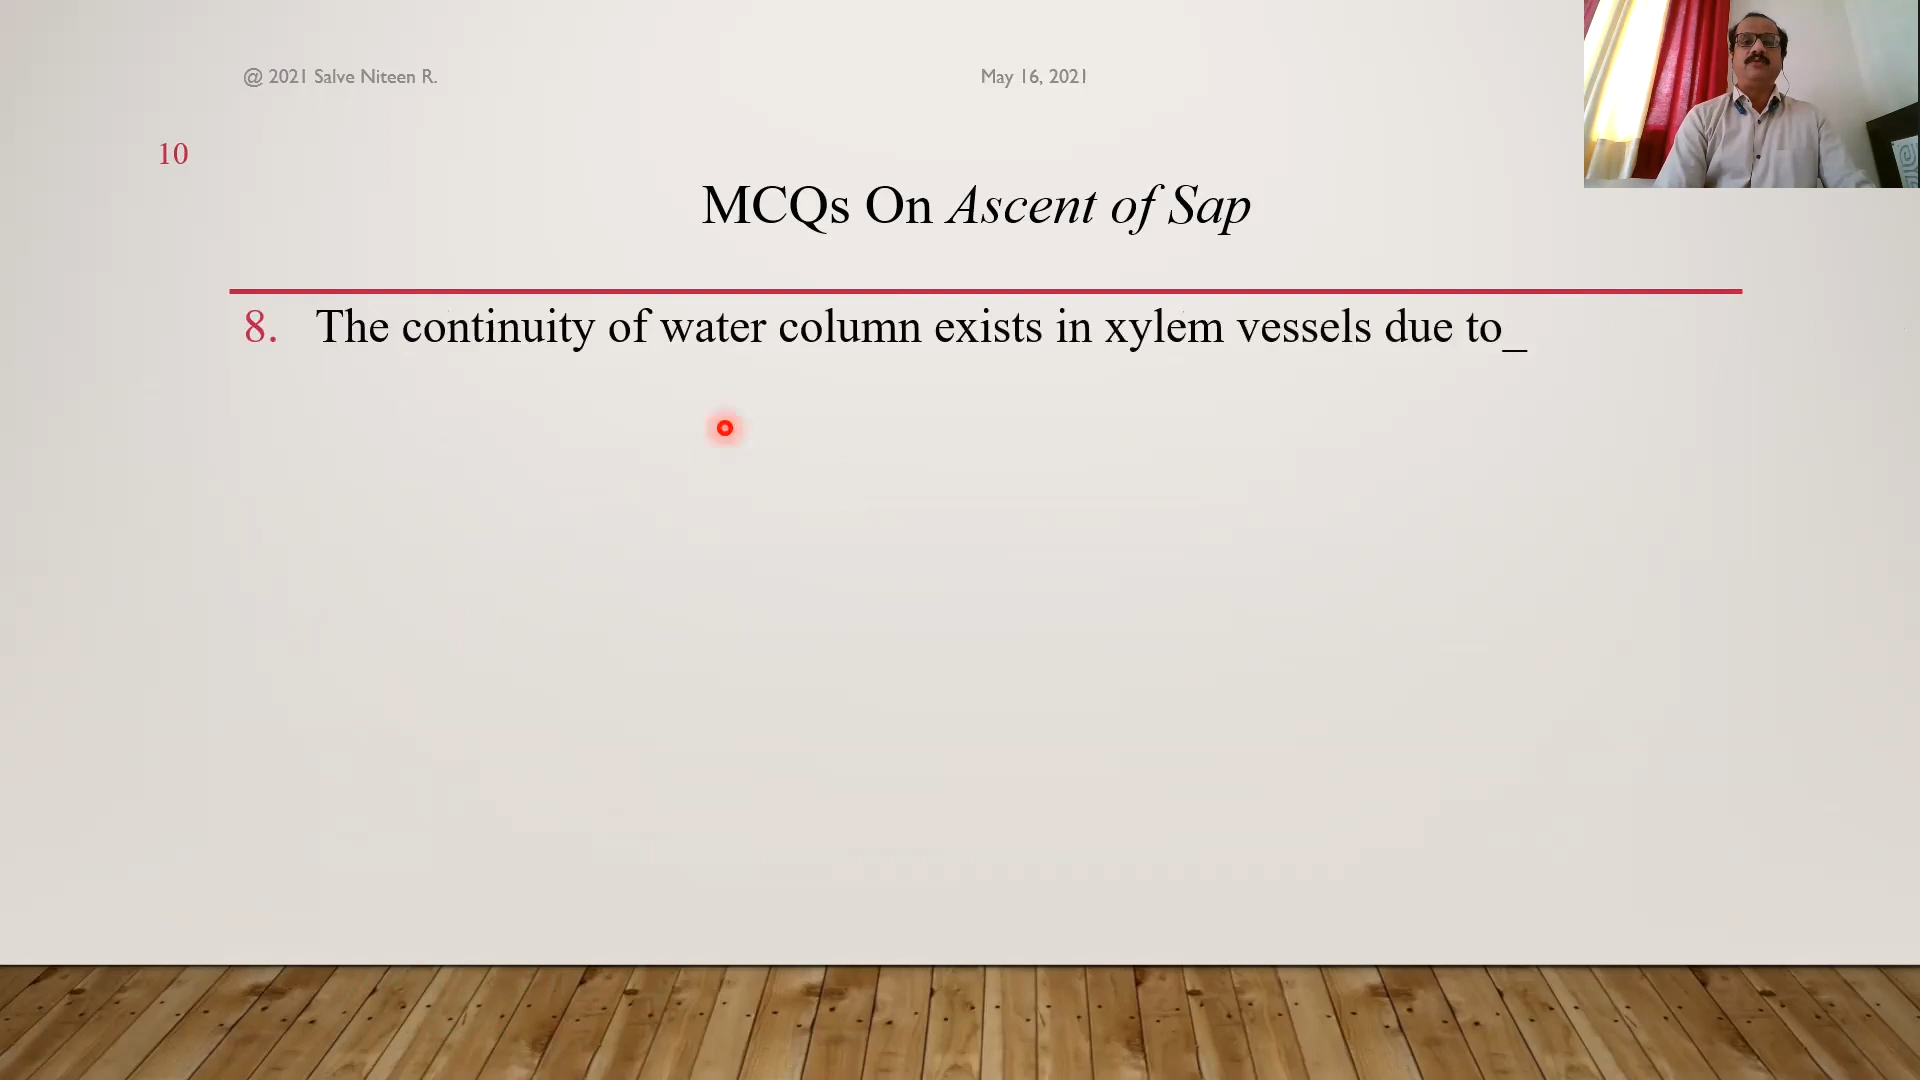 @ 2021 Salve Niteen R.
May 16, 2021
10
MCQs On Ascent of Sap
8. The continuity of water column exists in xylem vessels due to_